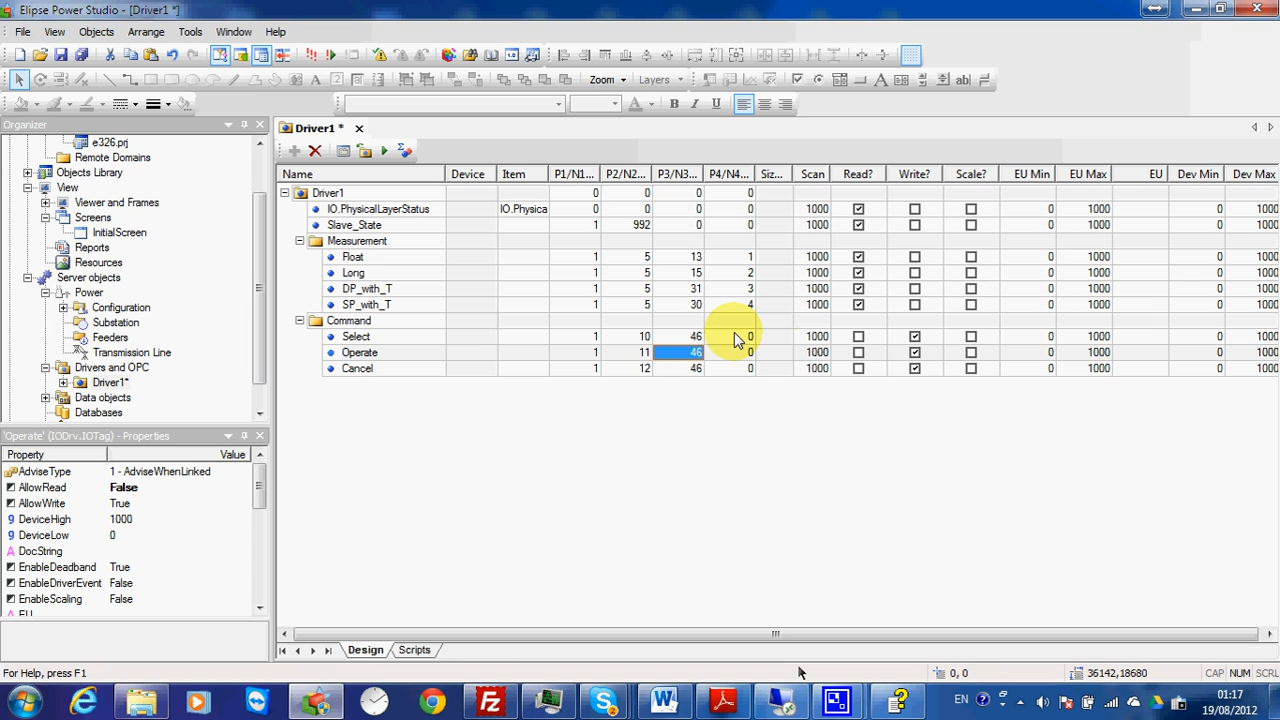 Elipse Power Studio - [Driver1 *]
File View Objects Arrange Tools Window Help
Zoom Layers
Organizer
e326.prj
Remote Domains
Objects Library
View
Viewer and Frames
Screens
InitialScreen
Reports
Resources
Server objects
Power
Configuration
Substation
Feeders
Transmission Line
Drivers and OPC
Driver1*
Data objects
Databases
'Operate' (IODrv.IOTag) - Properties
Property Value
AdviseType 1 - AdviseWhenLinked
AllowRead False
AllowWrite True
DeviceHigh 1000
DeviceLow 0
DocString
EnableDeadband True
EnableDriverEvent False
EnableScaling False
EU
Driver1 *
Name Device Item P1/N1... P2/N2... P3/N3... P4/N4... Siz... Scan Read? Write? Scale? EU Min EU Max EU Dev Min Dev Max
Driver1 0 0 0 0
IO.PhysicalLayerStatus IO.Physica 0 0 0 0 1000 0 1000 0 1000
Slave_State 1 992 0 0 1000 0 1000 0 1000
Measurement
Float 1 5 13 1 1000 0 1000 0 1000
Long 1 5 15 2 1000 0 1000 0 1000
DP_with_T 1 5 31 3 1000 0 1000 0 1000
SP_with_T 1 5 30 4 1000 0 1000 0 1000
Command
Select 1 10 46 0 1000 0 1000 0 1000
Operate 1 11 46 0 1000 0 1000 0 1000
Cancel 1 12 46 0 1000 0 1000 0 1000
Design Scripts
For Help, press F1 0, 0 36142,18680 CAP NUM SCRL
EN 01:17
19/08/2012